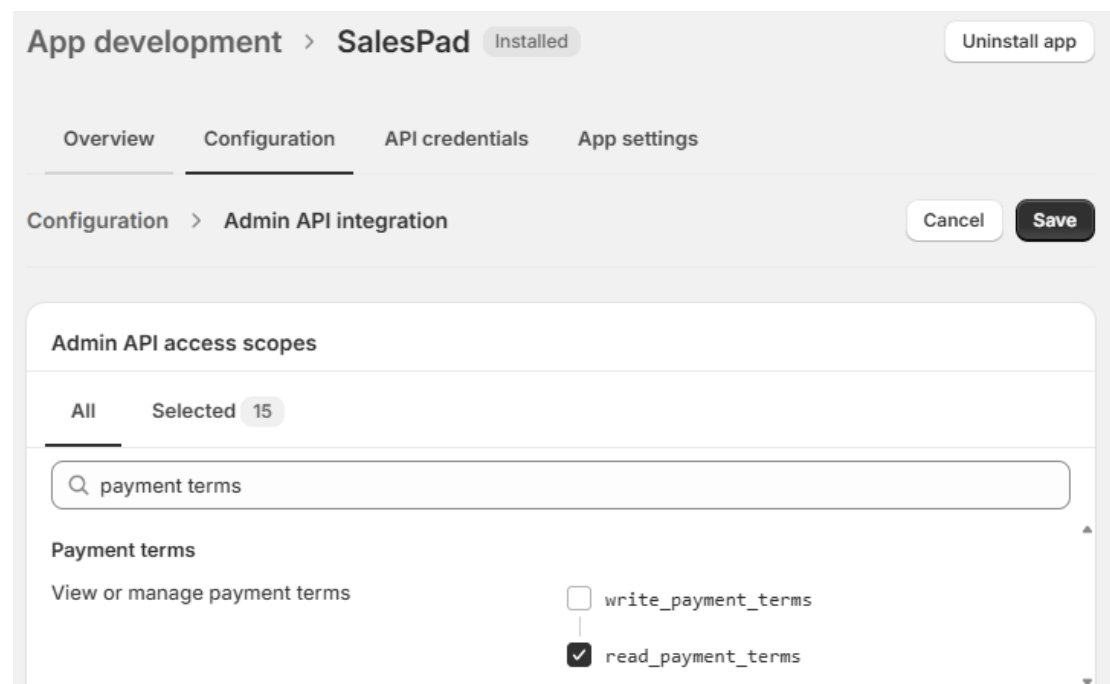 App development > SalesPad Installed Uninstall app
Overview Configuration API credentials App settings
Configuration > Admin API integration Cancel Save
Admin API access scopes
All Selected 15
payment terms
Payment terms
View or manage payment terms write_payment_terms
read_payment_terms